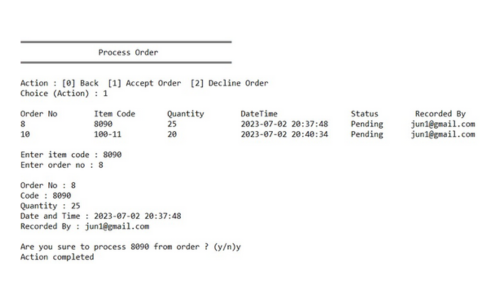 Process Order
Action : [0] Back [1] Accept Order [2] Decline Order
Choice (Action) : 1
Order No Item Code Quantity DateTime Status Recorded By
8 8090 25 2023-07-02 20:37:48 Pending jun1@gmail.com
10 100-11 20 2023-07-02 20:40:34 Pending jun1@gmail.com
Enter item code : 8090
Enter order no : 8
Order No : 8
Code : 8090
Quantity : 25
Date and Time : 2023-07-02 20:37:48
Recorded By : jun1@gmail.com
Are you sure to process 8090 from order ? (y/n)y
Action completed